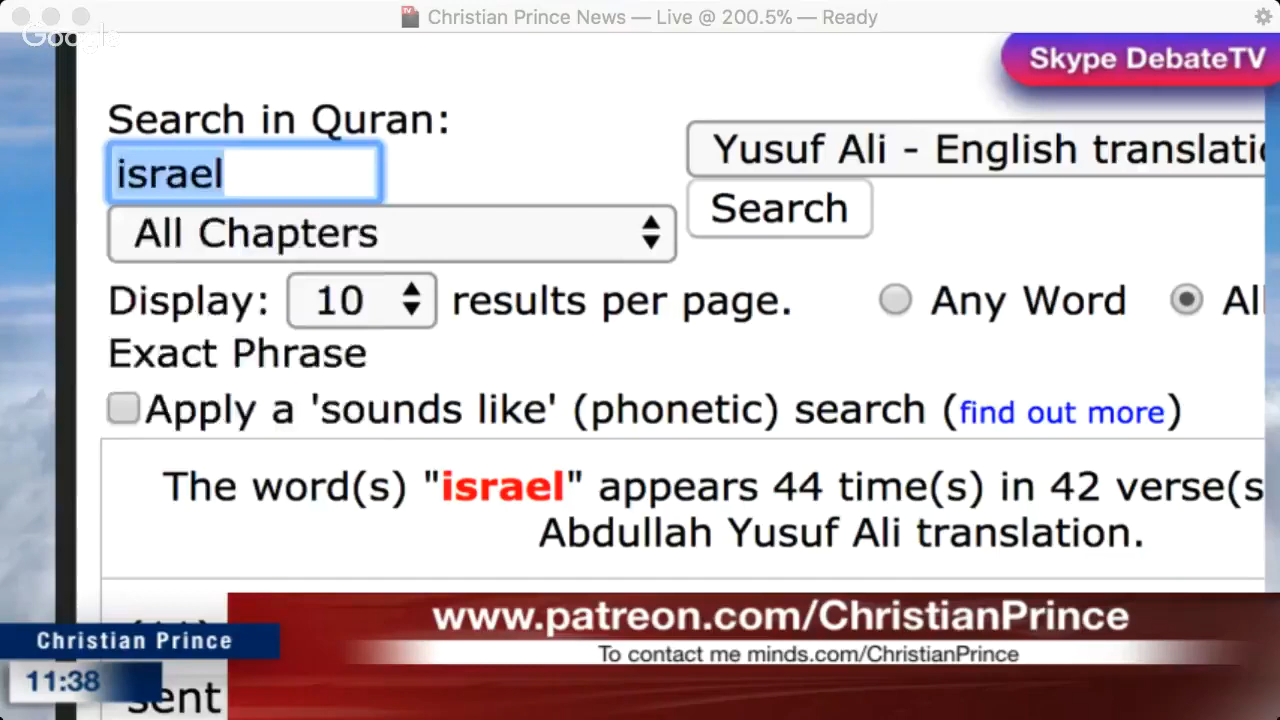 Christian Prince News — Live @ 200.5% — Ready
Google
Skype DebateTV
Search in Quran:
israel
Yusuf Ali - English translatio
All Chapters
Search
Display: 10 results per page. Any Word All
Exact Phrase
Apply a 'sounds like' (phonetic) search (find out more)
The word(s) "israel" appears 44 time(s) in 42 verse(s
Abdullah Yusuf Ali translation.
www.patreon.com/ChristianPrince
Christian Prince
To contact me minds.com/ChristianPrince
11:38
sent